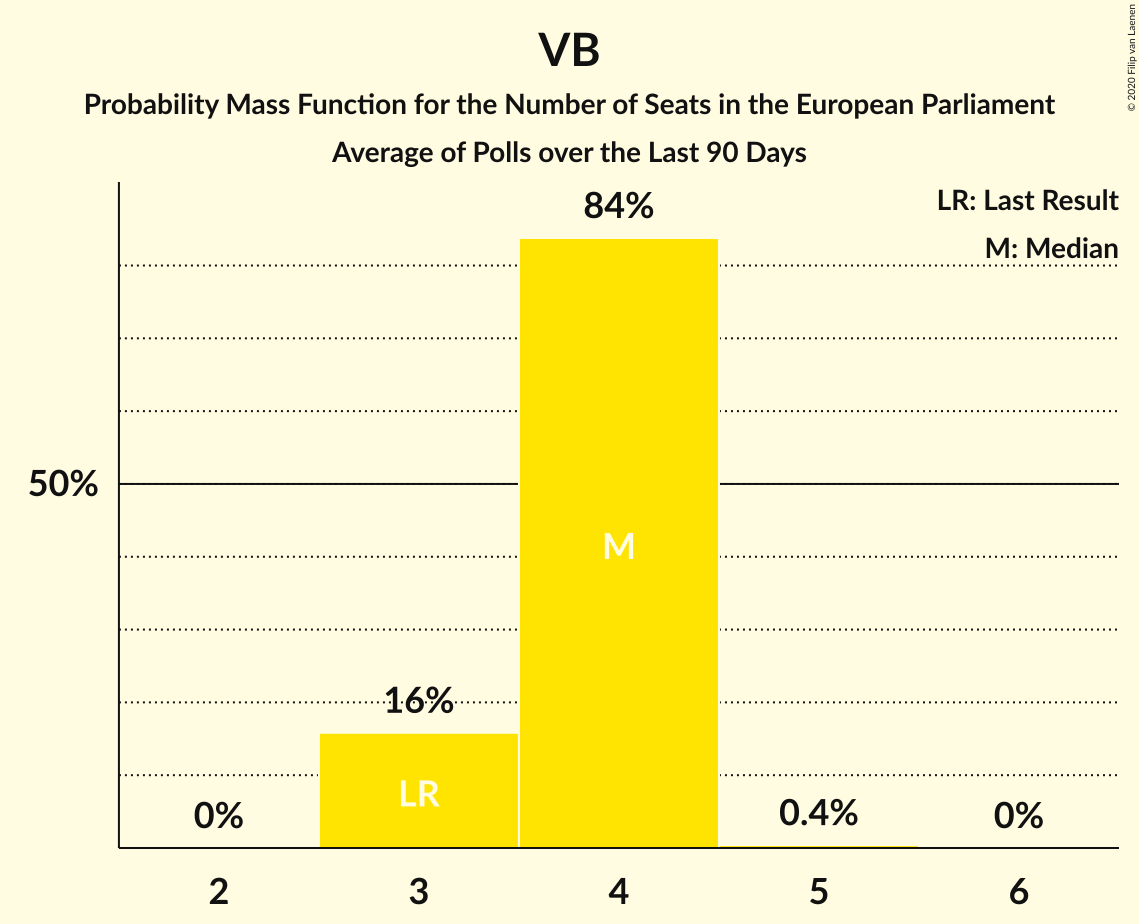 VB
Probability Mass Function for the Number of Seats in the European Parliament
Average of Polls over the Last 90 Days
© 2020 Filip van Laenen
LR: Last Result
M: Median
84%
50%
M
16%
LR
0%
0.4%
0%
2 3 4 5 6